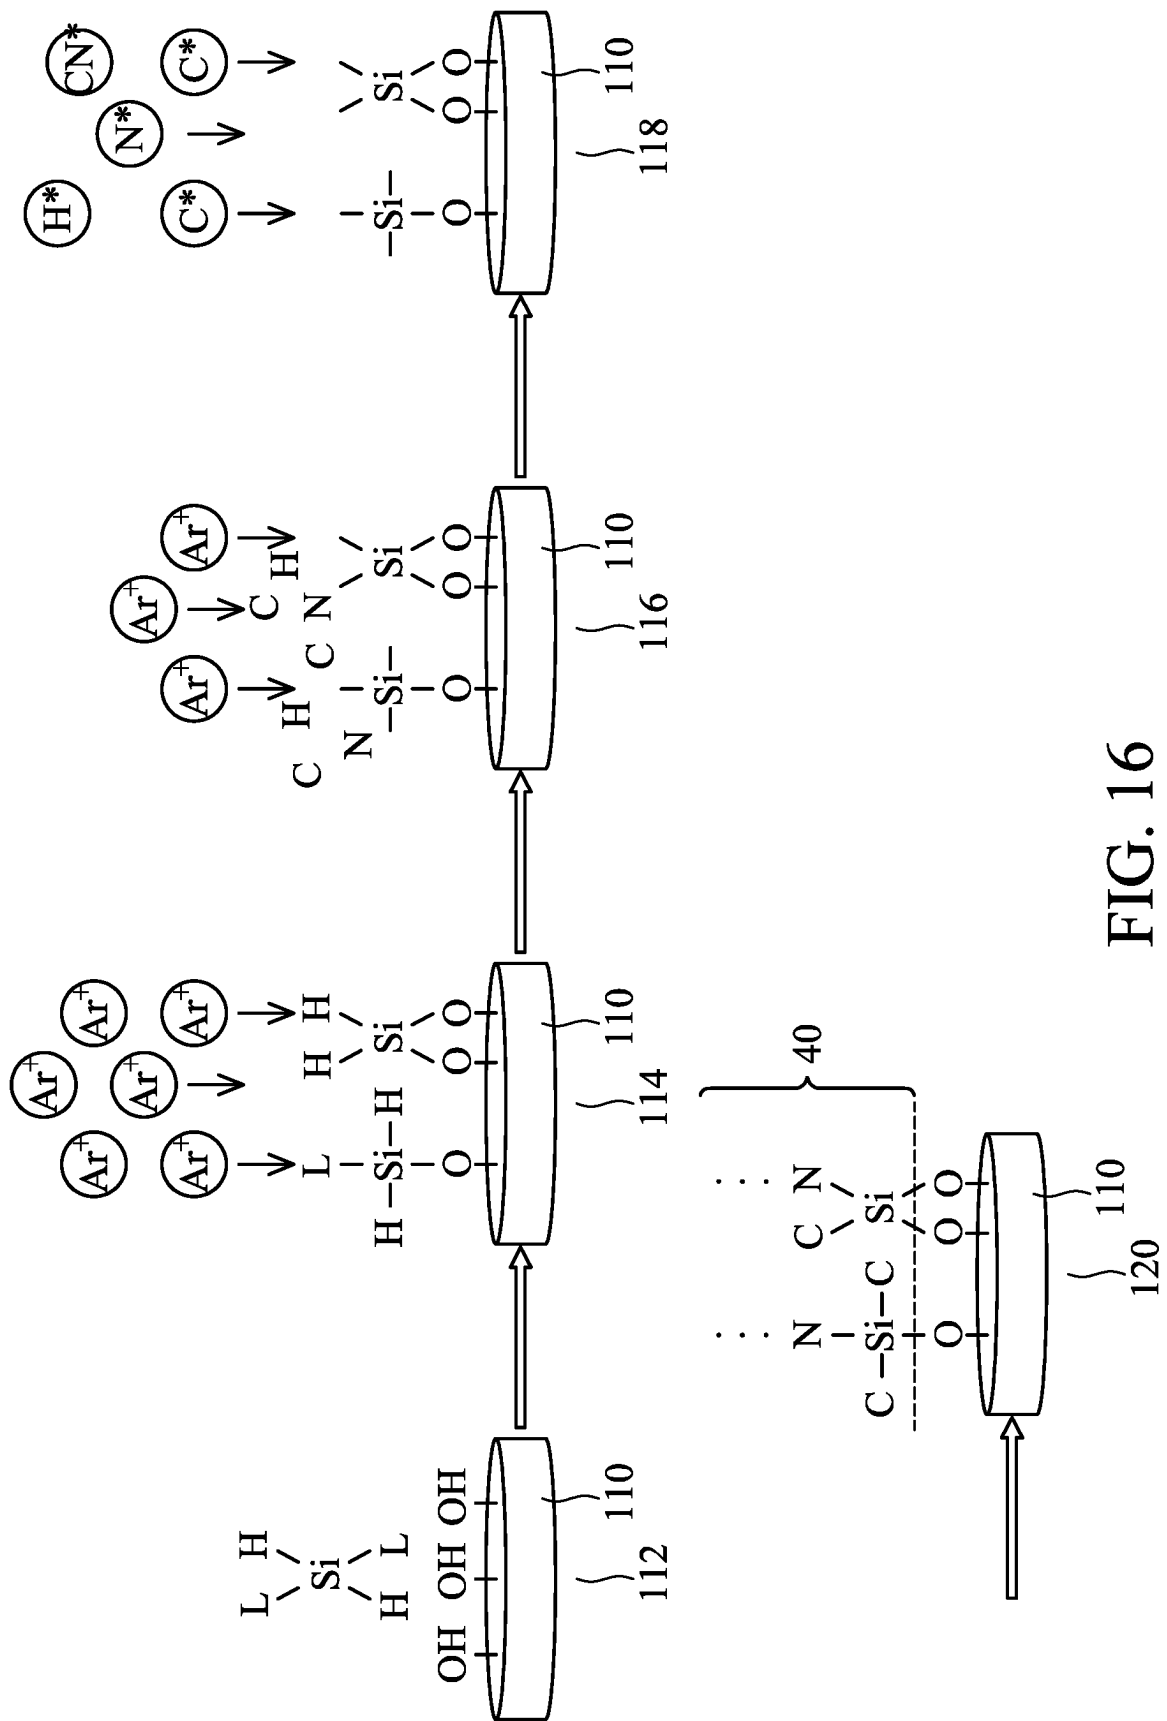 L H
Si
H L
OH OH OH
110
112
Ar+ Ar+ Ar+
Ar+ Ar+ Ar+
L H H
H Si H Si
O O O
110
114
Ar+ Ar+ Ar+
C H C C H
N N
Si Si
O O O
110
116
H* CN*
N*
C* C*
Si Si
O O O
110
118
... ...
N C N
C Si C Si
O O O
40
110
120
FIG. 16